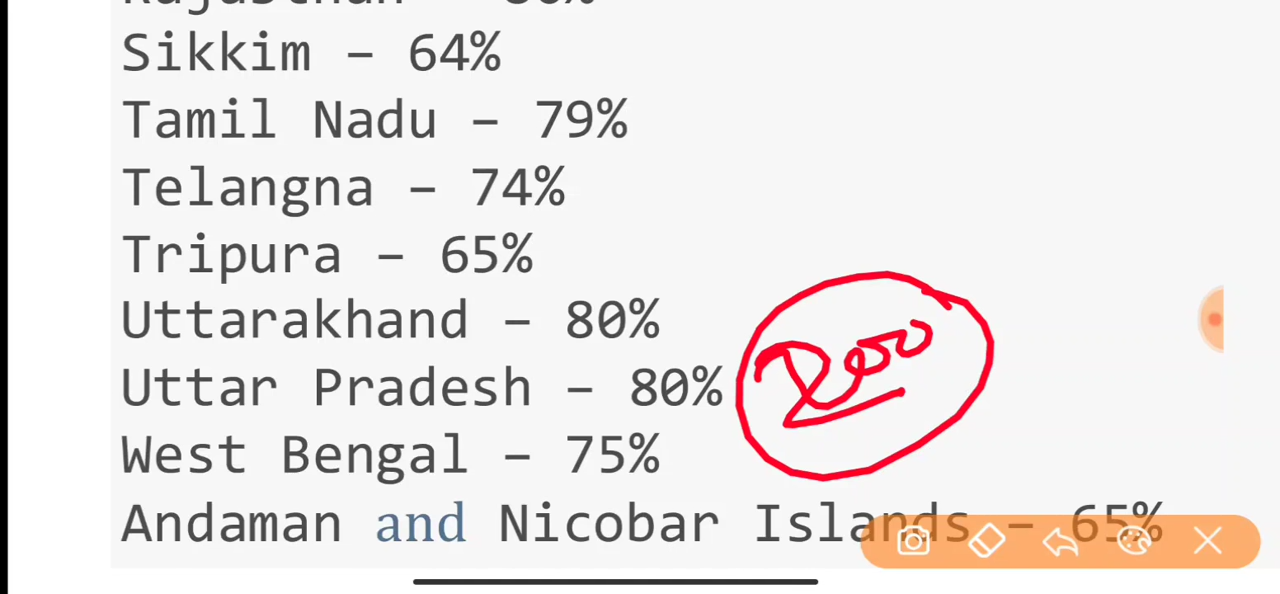 Sikkim – 64%
Tamil Nadu – 79%
Telangna – 74%
Tripura – 65%
Uttarakhand – 80%
Uttar Pradesh – 80%
West Bengal – 75%
Andaman and Nicobar Islands – 65%